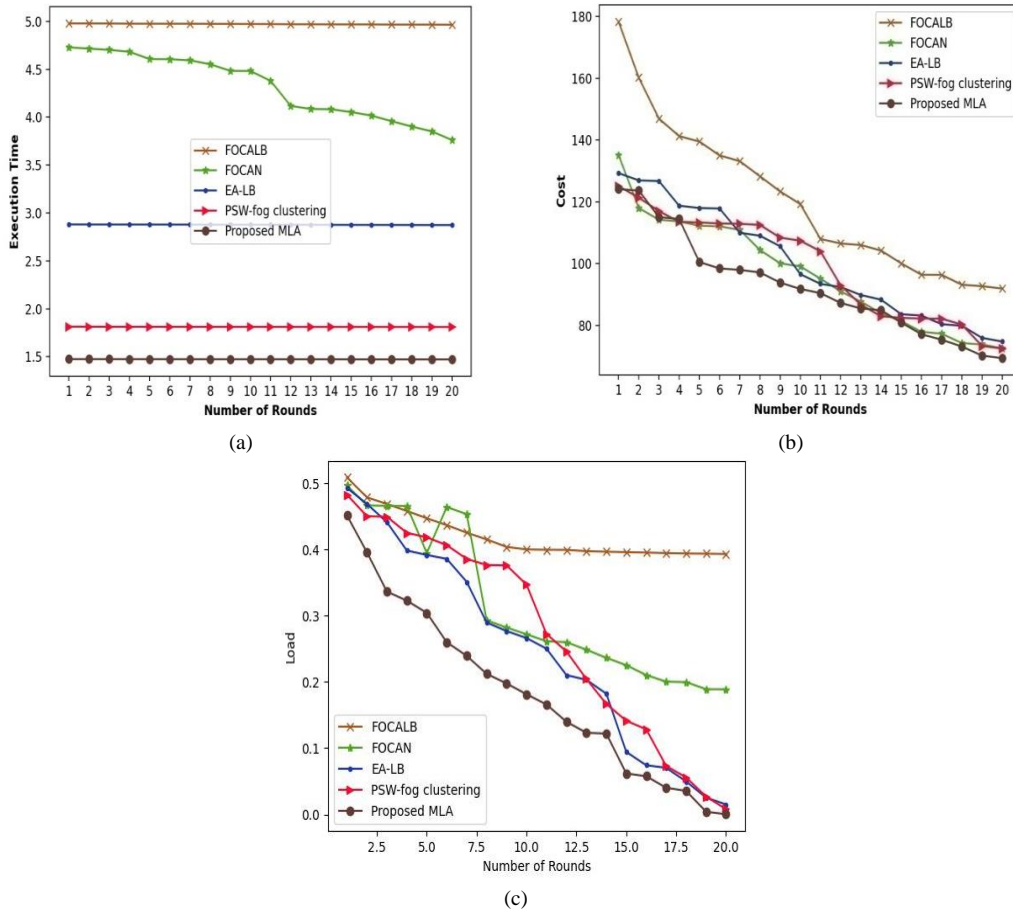 5.0
4.5
4.0
3.5
3.0
2.5
2.0
1.5
Execution Time
FOCALB
FOCAN
EA-LB
PSW-fog clustering
Proposed MLA
1 2 3 4 5 6 7 8 9 10 11 12 13 14 15 16 17 18 19 20
Number of Rounds
(a)
180
160
140
120
100
80
Cost
FOCALB
FOCAN
EA-LB
PSW-fog clustering
Proposed MLA
1 2 3 4 5 6 7 8 9 10 11 12 13 14 15 16 17 18 19 20
Number of Rounds
(b)
0.5
0.4
0.3
0.2
0.1
0.0
Load
FOCALB
FOCAN
EA-LB
PSW-fog clustering
Proposed MLA
2.5 5.0 7.5 10.0 12.5 15.0 17.5 20.0
Number of Rounds
(c)